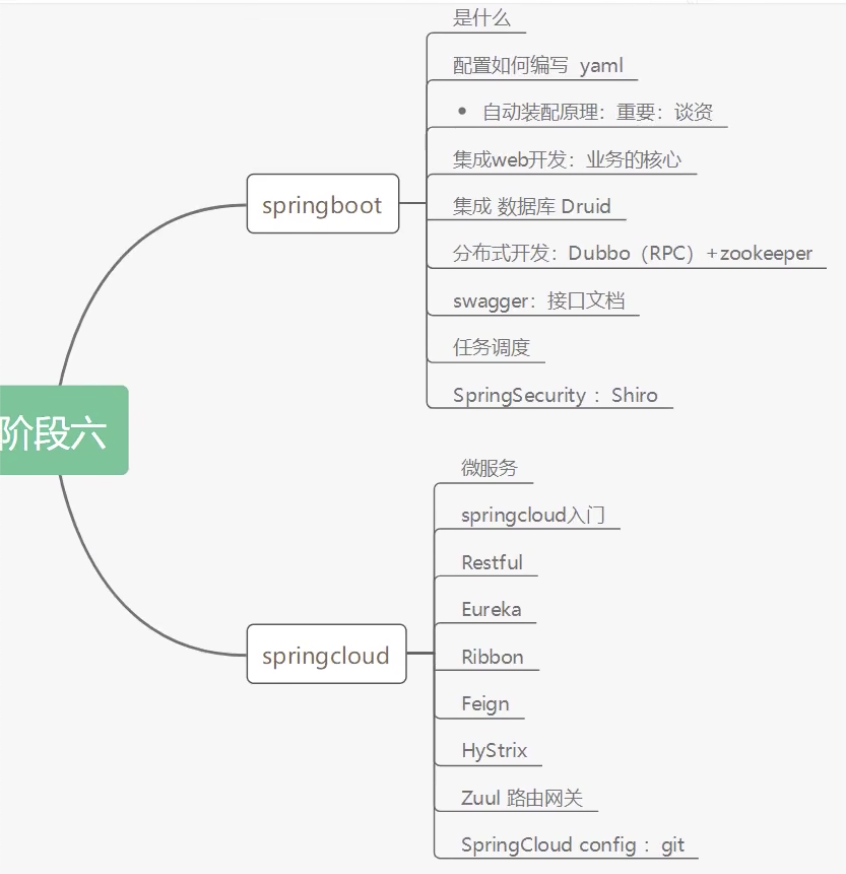 是什么
配置如何编写 yaml
• 自动装配原理：重要：谈资
集成web开发：业务的核心
springboot
集成 数据库 Druid
分布式开发：Dubbo（RPC）+zookeeper
swagger：接口文档
任务调度
SpringSecurity ：Shiro
阶段六
微服务
springcloud入门
Restful
Eureka
springcloud
Ribbon
Feign
HyStrix
Zuul 路由网关
SpringCloud config ：git